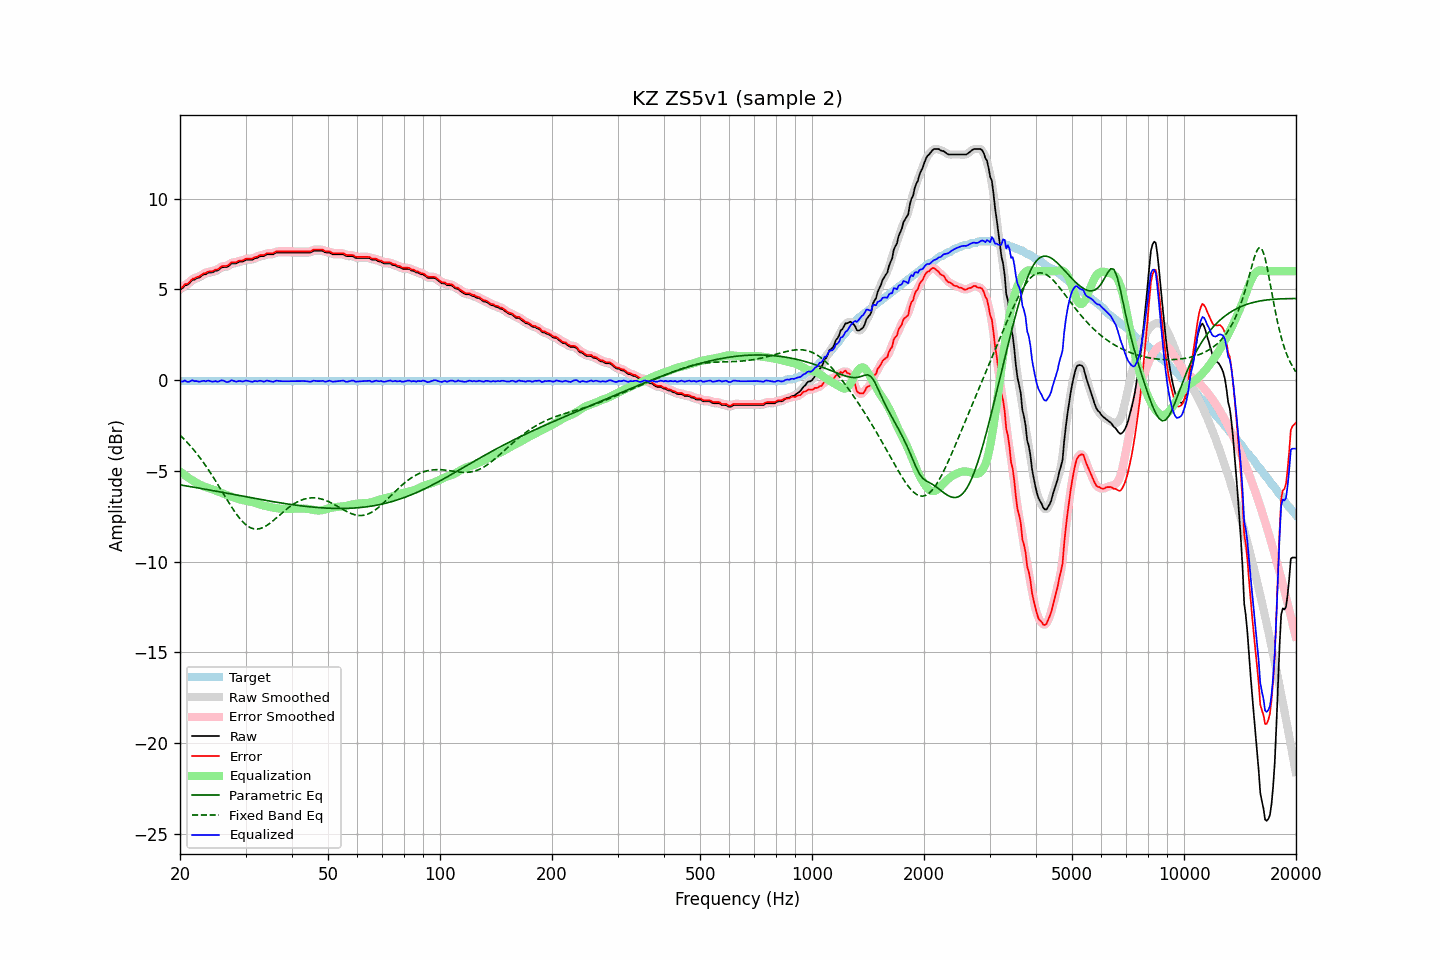 KZ ZS5v1 (sample 2)
Amplitude (dBr)
10
5
0
−5
−10
−15
−20
−25
Target
Raw Smoothed
Error Smoothed
Raw
Error
Equalization
Parametric Eq
Fixed Band Eq
Equalized
20 50 100 200 500 1000 2000 5000 10000 20000
Frequency (Hz)